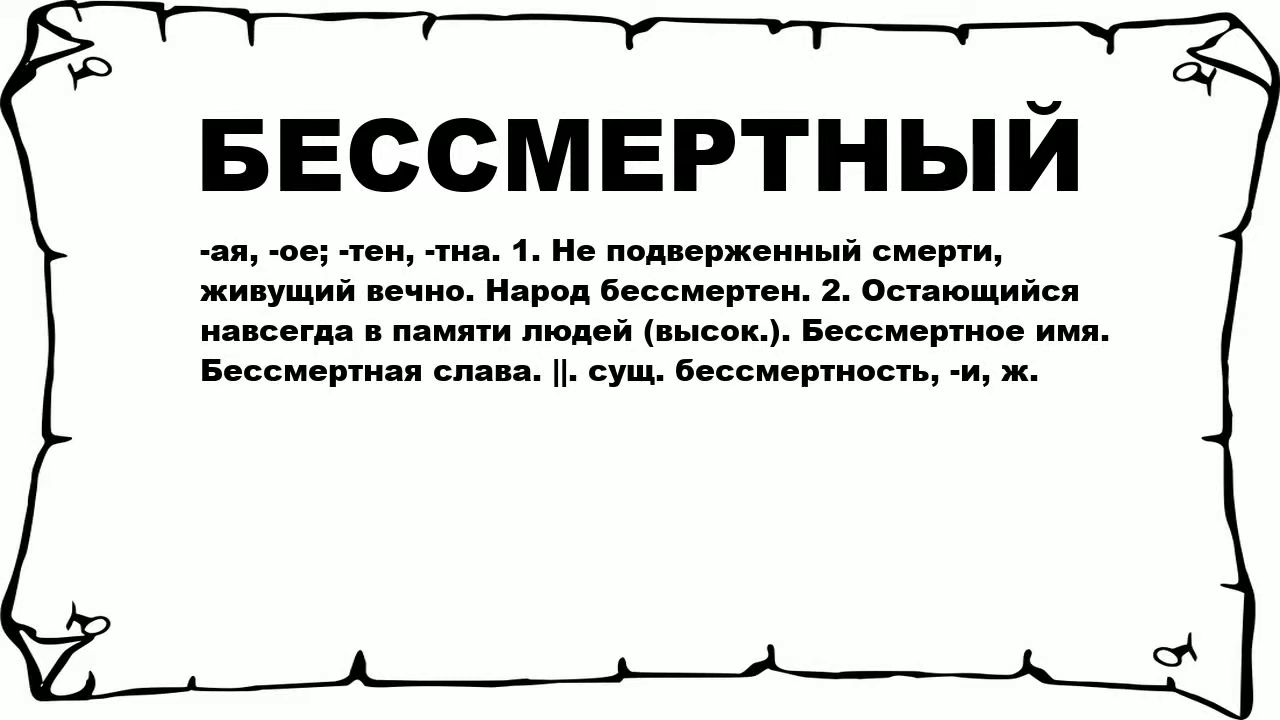 БЕССМЕРТНЫЙ
-ая, -ое; -тен, -тна. 1. Не подверженный смерти,
живущий вечно. Народ бессмертен. 2. Остающийся
навсегда в памяти людей (высок.). Бессмертное имя.
Бессмертная слава. ||. сущ. бессмертность, -и, ж.